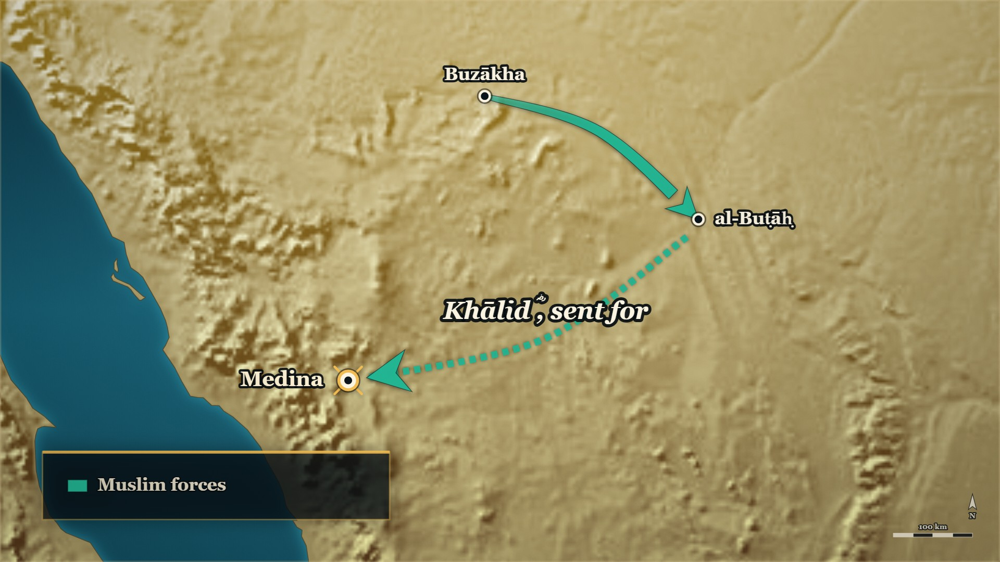 Buzākha
al-Buṭāḥ
Khālid ؓ, sent for
Medina
Muslim forces
N
100 km